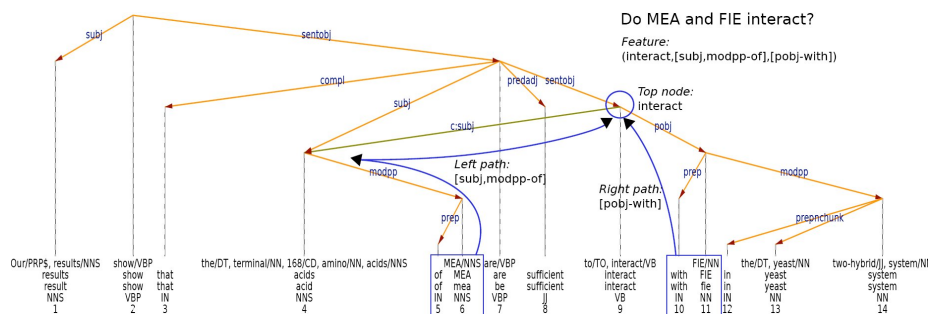 Do MEA and FIE interact?
Feature:
(interact,[subj,modpp-of],[pobj-with])
subj
sentobj
compl
subj
predadj
sentobj
Top node:
interact
c:subj
pobj
modpp
Left path:
[subj,modpp-of]
Right path:
[pobj-with]
prep
modpp
prep
prepnchunk
Our/PRP$, results/NNS show/VBP the/DT, terminal/NN, 168/CD, amino/NN, acids/NNS MEA/NNS are/VBP to/TO, interact/VB FIE/NN the/DT, yeast/NN two-hybrid/JJ, system/NN
results show that acids of MEA are sufficient interact with FIE in yeast system
result show that acid of mea be sufficient interact with fie in yeast system
NNS VBP IN NNS IN NNS VBP JJ VB IN NN IN NN NN
1 2 3 4 5 6 7 8 9 10 11 12 13 14